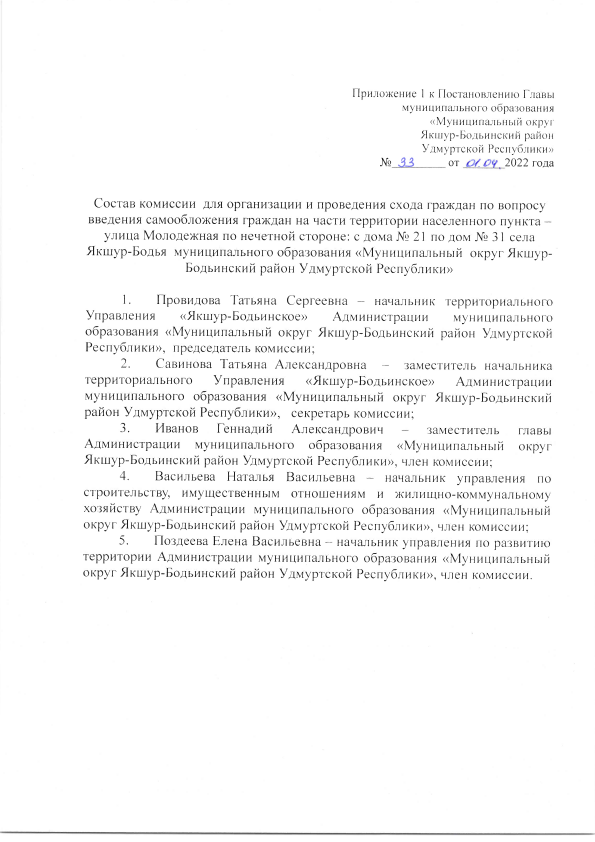 Приложение 1 к Постановлению Главы
муниципального образования
«Муниципальный округ
Якшур-Бодьинский район
Удмуртской Республики»
№ 33 от 01.04.2022 года
Состав комиссии для организации и проведения схода граждан по вопросу
введения самообложения граждан на части территории населенного пункта –
улица Молодежная по нечетной стороне: с дома № 21 по дом № 31 села
Якшур-Бодья муниципального образования «Муниципальный округ Якшур-
Бодьинский район Удмуртской Республики»
1. Провидова Татьяна Сергеевна – начальник территориального
Управления «Якшур-Бодьинское» Администрации муниципального
образования «Муниципальный округ Якшур-Бодьинский район Удмуртской
Республики», председатель комиссии;
2. Савинова Татьяна Александровна – заместитель начальника
территориального Управления «Якшур-Бодьинское» Администрации
муниципального образования «Муниципальный округ Якшур-Бодьинский
район Удмуртской Республики», секретарь комиссии;
3. Иванов Геннадий Александрович – заместитель главы
Администрации муниципального образования «Муниципальный округ
Якшур-Бодьинский район Удмуртской Республики», член комиссии;
4. Васильева Наталья Васильевна – начальник управления по
строительству, имущественным отношениям и жилищно-коммунальному
хозяйству Администрации муниципального образования «Муниципальный
округ Якшур-Бодьинский район Удмуртской Республики», член комиссии;
5. Поздеева Елена Васильевна – начальник управления по развитию
территории Администрации муниципального образования «Муниципальный
округ Якшур-Бодьинский район Удмуртской Республики», член комиссии.